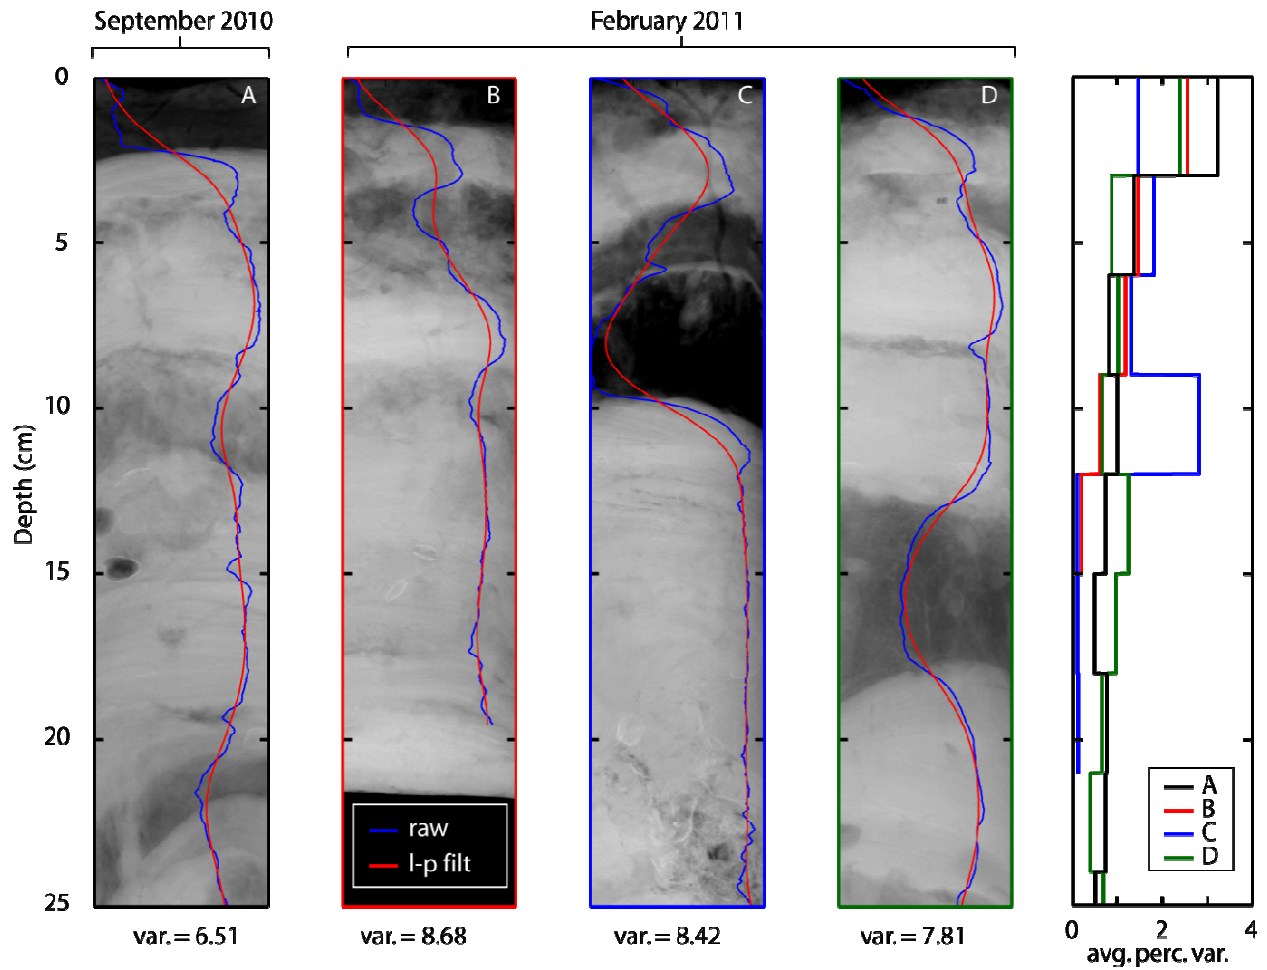 September 2010
February 2011
0
A
B
C
D
5
10
15
20
25
Depth (cm)
raw
l-p filt
A
B
C
D
0
2
4
avg. perc. var.
var. = 6.51
var. = 8.68
var. = 8.42
var. = 7.81